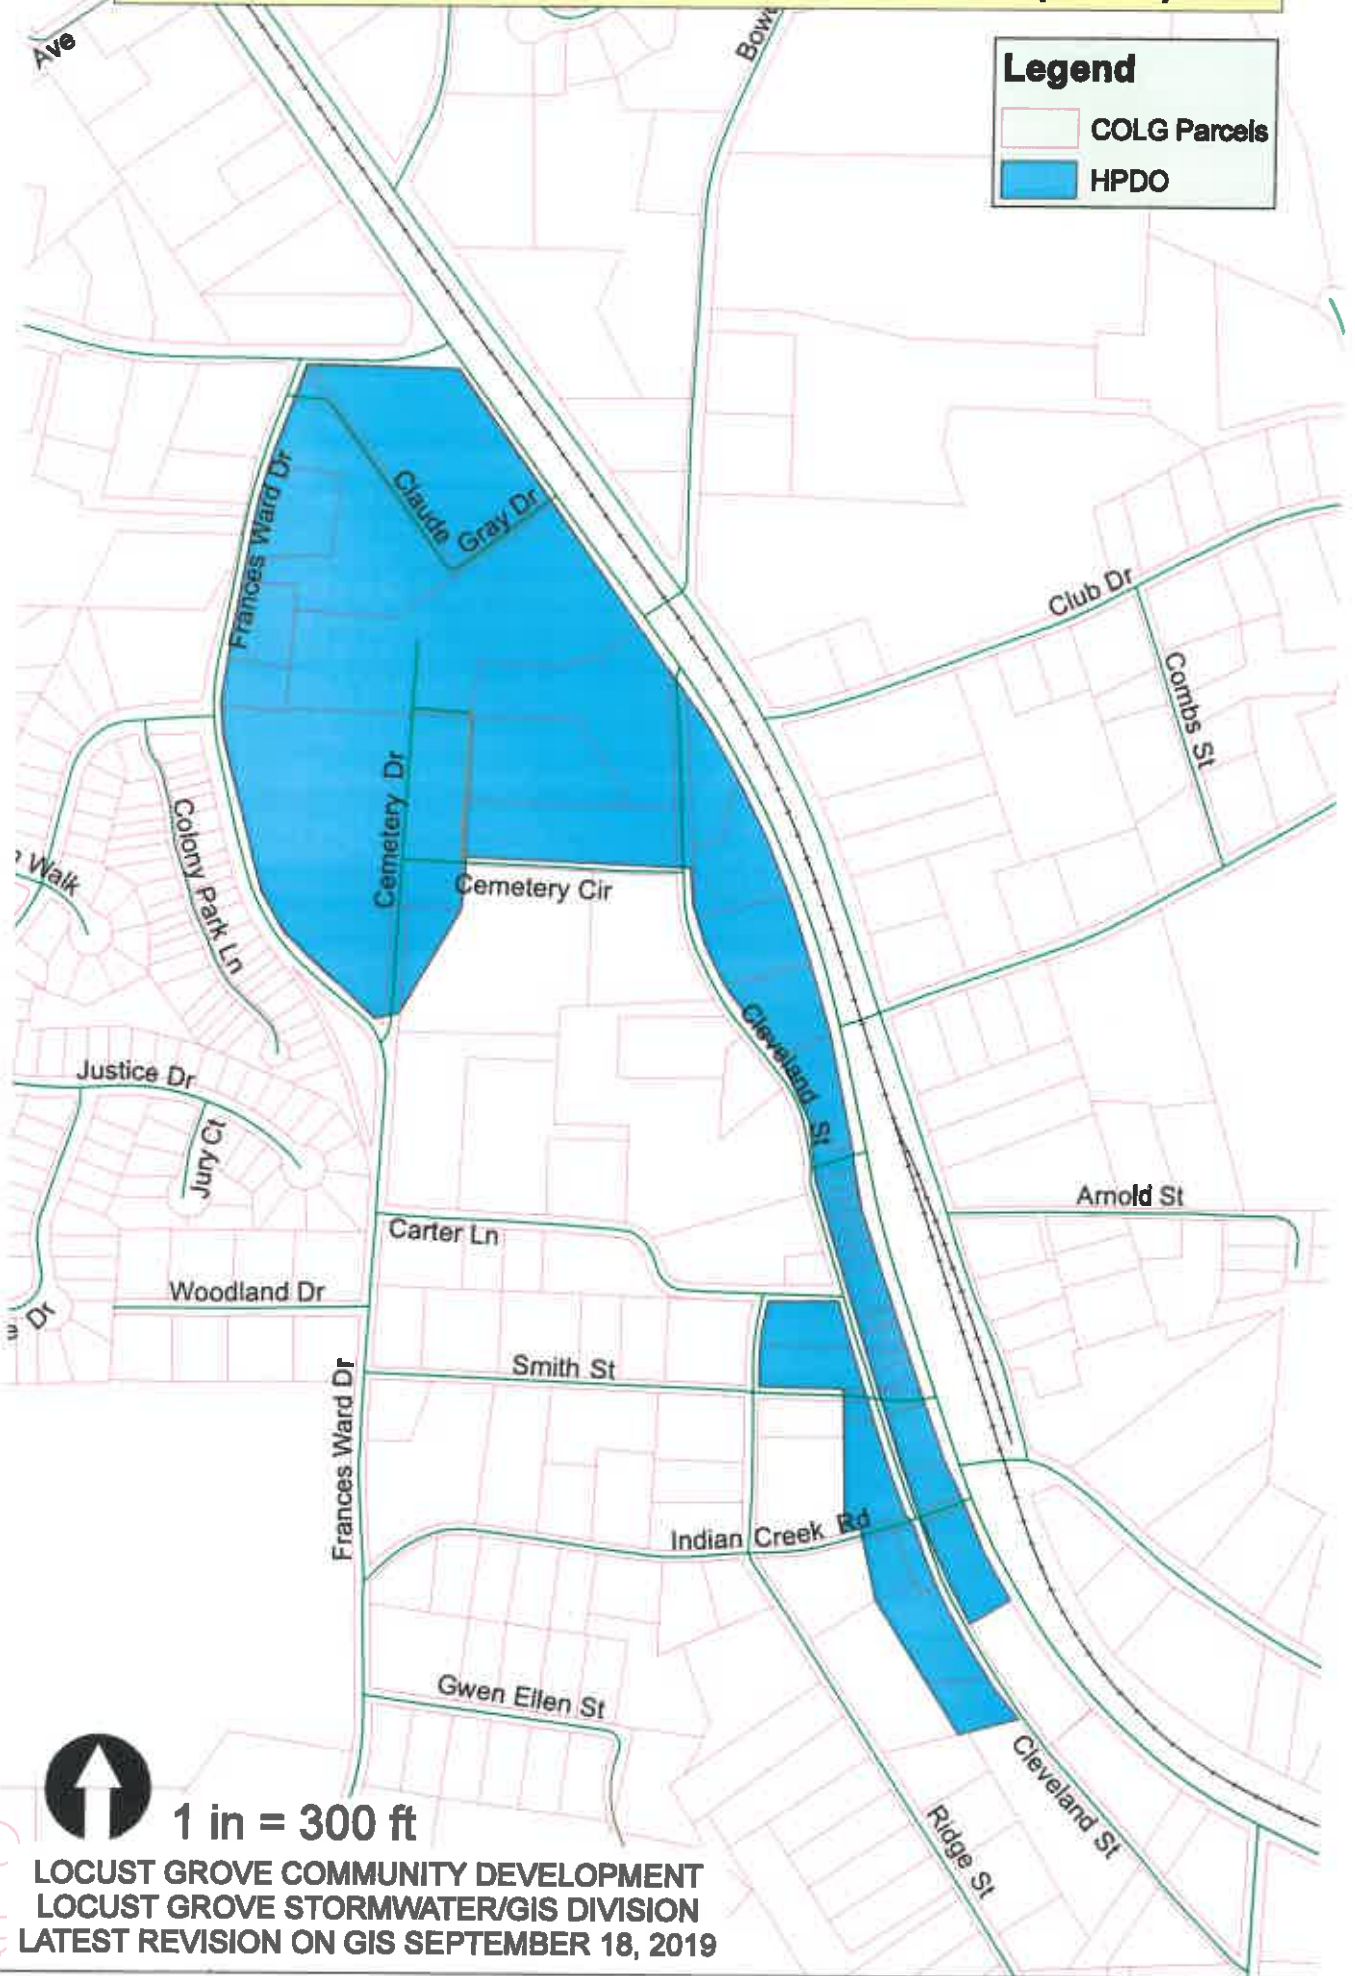 Ave
Legend
COLG Parcels
HPDO
Frances Ward Dr
Claude
Gray Dr
Club Dr
Combs St
Cemetery Dr
Cemetery Cir
Colony Park Ln
Walk
Cleveland St
Justice Dr
Jury Ct
Arnold St
Carter Ln
Woodland Dr
Dr
Smith St
Frances Ward Dr
Indian Creek Rd
Gwen Ellen St
Cleveland St
Ridge St
1 in = 300 ft
LOCUST GROVE COMMUNITY DEVELOPMENT
LOCUST GROVE STORMWATER/GIS DIVISION
LATEST REVISION ON GIS SEPTEMBER 18, 2019